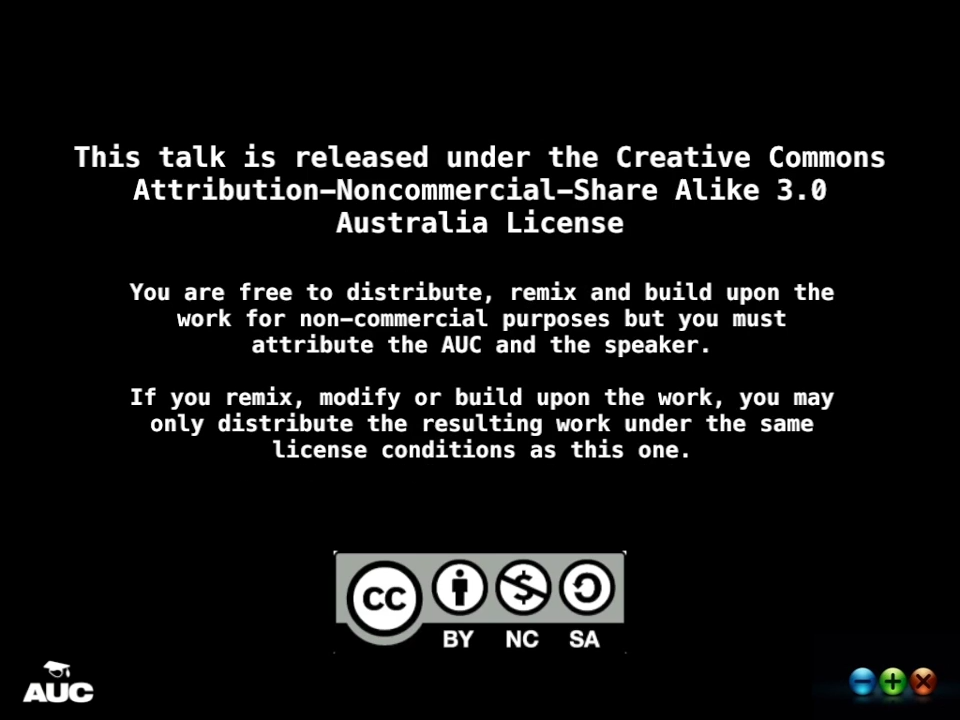 This talk is released under the Creative Commons
Attribution-Noncommercial-Share Alike 3.0
Australia License
You are free to distribute, remix and build upon the
work for non-commercial purposes but you must
attribute the AUC and the speaker.
If you remix, modify or build upon the work, you may
only distribute the resulting work under the same
license conditions as this one.
CC
BY NC SA
AUC